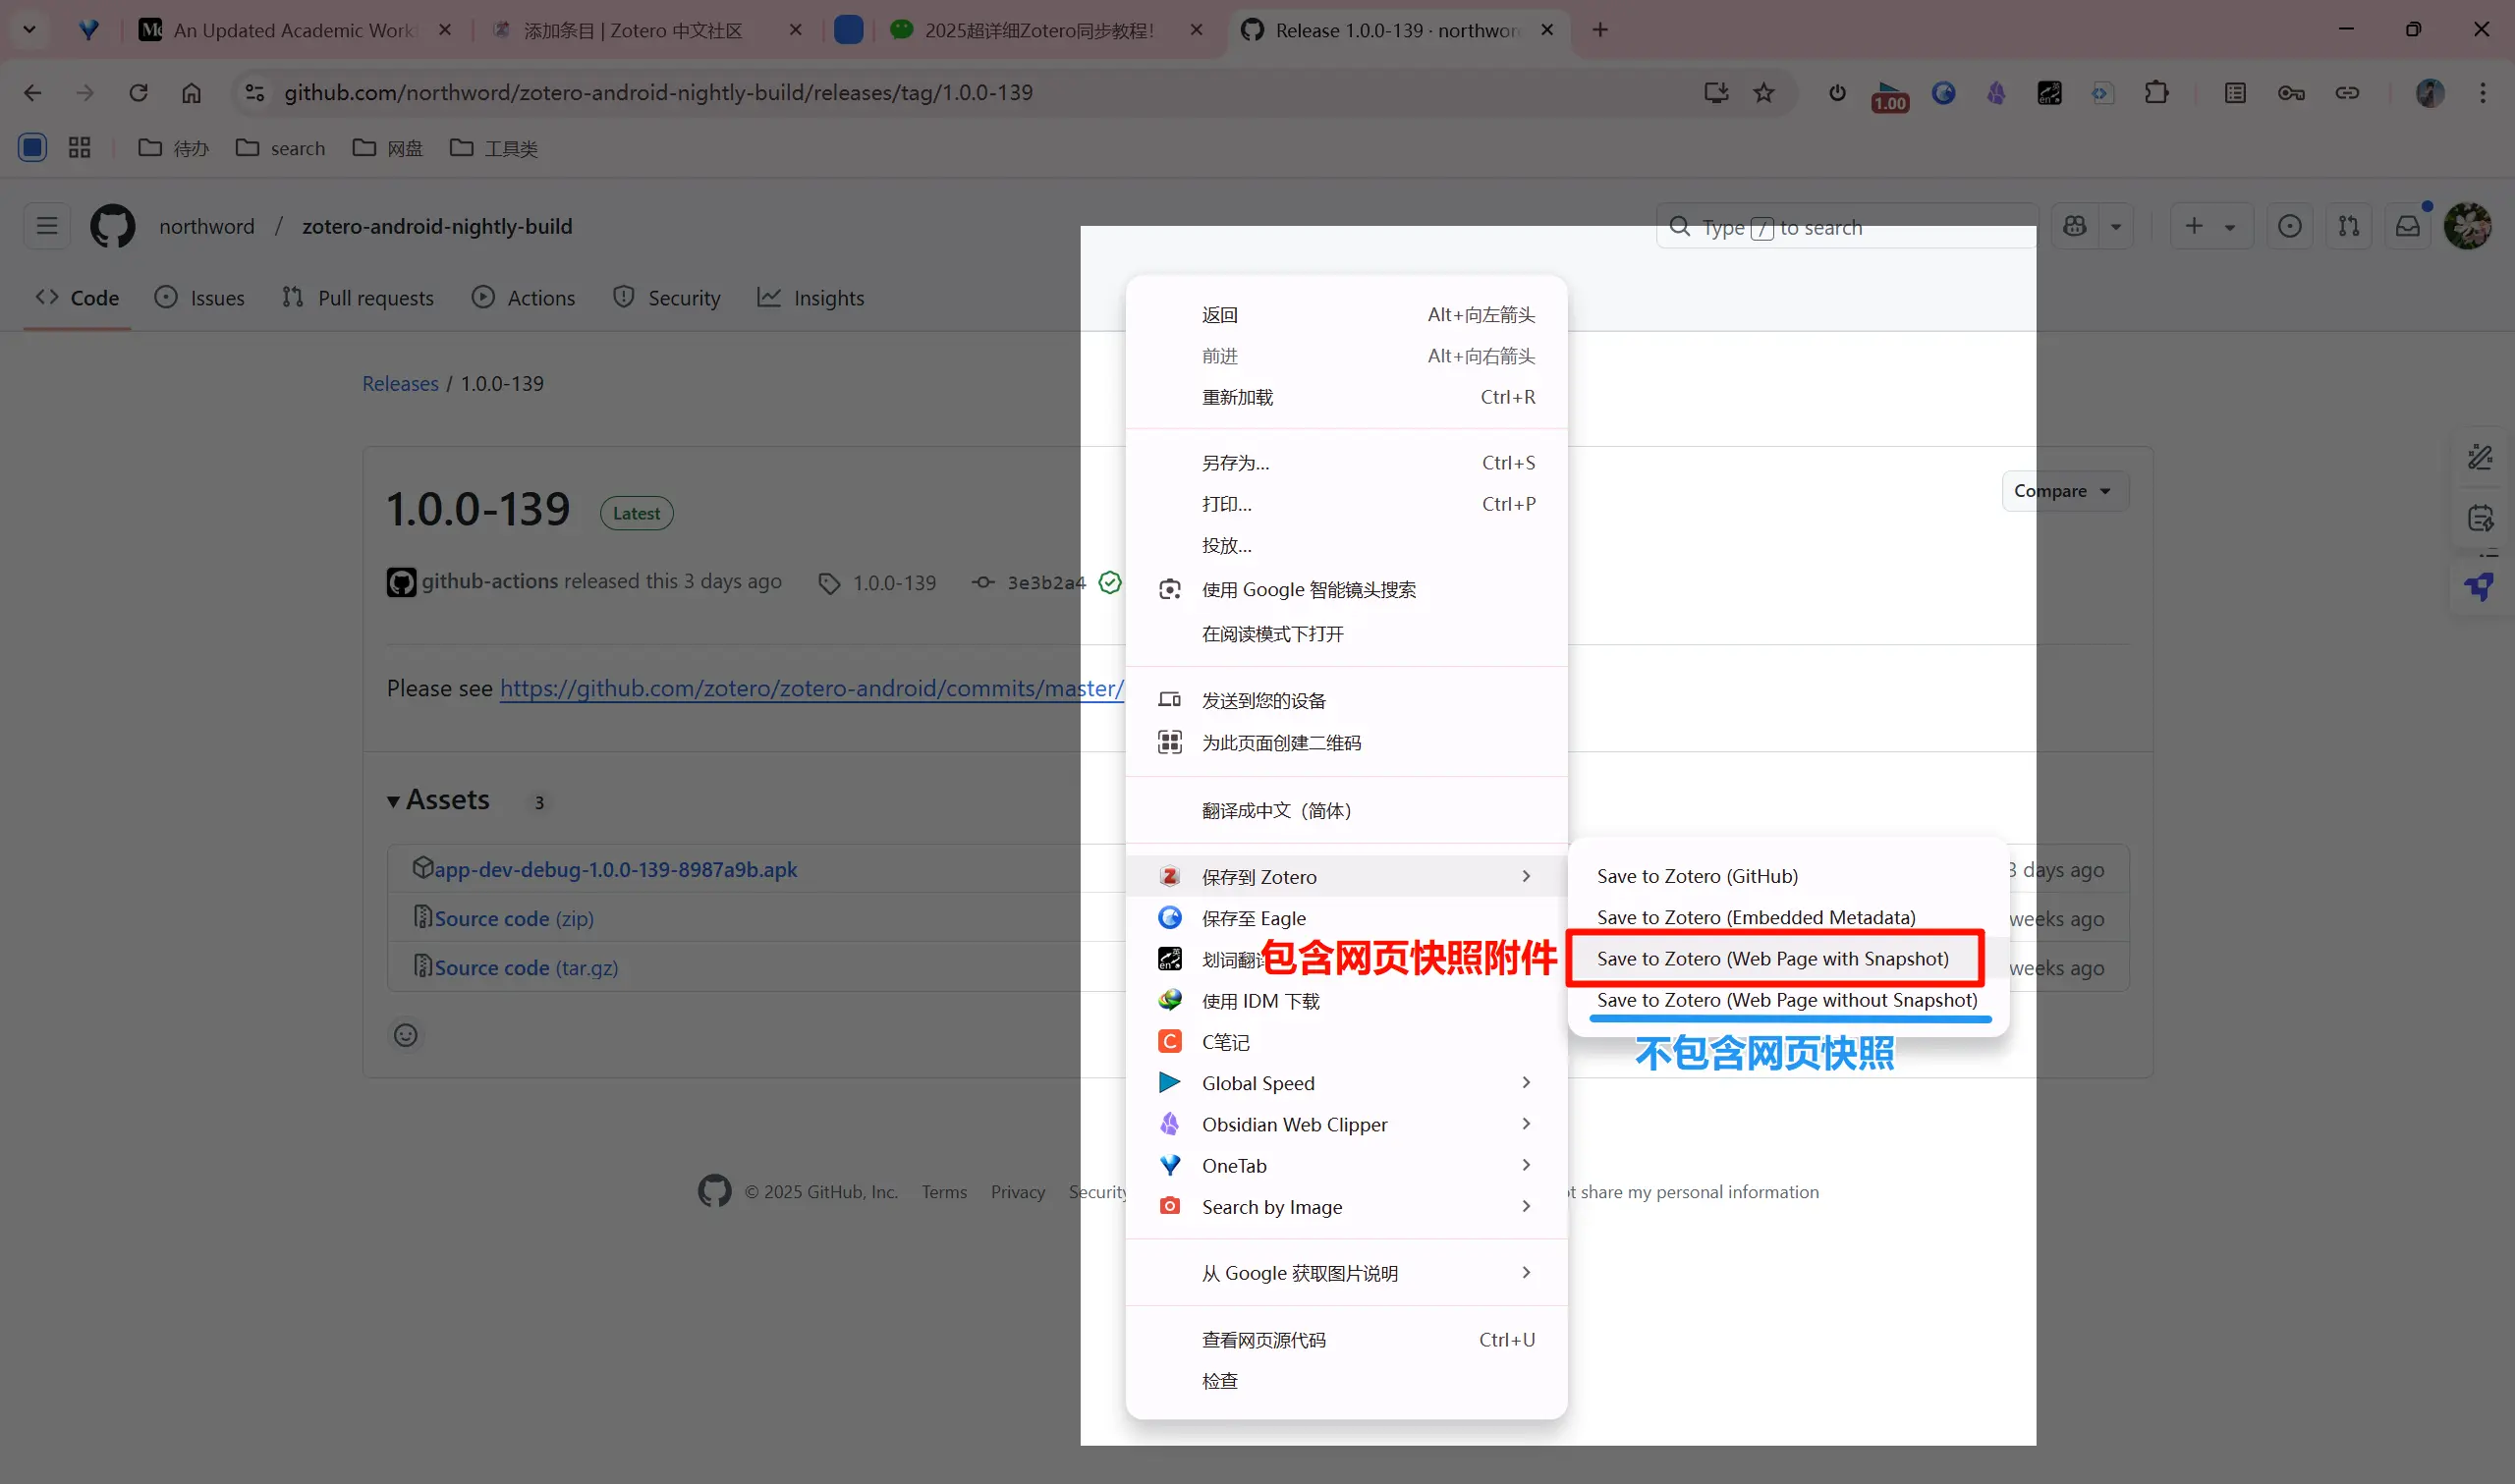 An Updated Academic Work
添加条目 | Zotero 中文社区
2025超详细Zotero同步教程!
Release 1.0.0-139 · northword
github.com/northword/zotero-android-nightly-build/releases/tag/1.0.0-139
1.00
待办
search
网盘
工具类
northword / zotero-android-nightly-build
Type / to search
Code
Issues
Pull requests
Actions
Security
Insights
Releases / 1.0.0-139
1.0.0-139
Latest
Compare
github-actions released this 3 days ago
1.0.0-139
3e3b2a4
Please see https://github.com/zotero/zotero-android/commits/master/
Assets 3
app-dev-debug-1.0.0-139-8987a9b.apk
3 days ago
Source code (zip)
weeks ago
Source code (tar.gz)
weeks ago
© 2025 GitHub, Inc.
Terms
Privacy
Security
t share my personal information
返回 Alt+向左箭头
前进 Alt+向右箭头
重新加载 Ctrl+R
另存为... Ctrl+S
打印... Ctrl+P
投放...
使用 Google 智能镜头搜索
在阅读模式下打开
发送到您的设备
为此页面创建二维码
翻译成中文（简体）
保存到 Zotero
保存至 Eagle
划词翻译
使用 IDM 下载
C笔记
Global Speed
Obsidian Web Clipper
OneTab
Search by Image
从 Google 获取图片说明
查看网页源代码 Ctrl+U
检查
Save to Zotero (GitHub)
Save to Zotero (Embedded Metadata)
Save to Zotero (Web Page with Snapshot)
Save to Zotero (Web Page without Snapshot)
包含网页快照附件
不包含网页快照